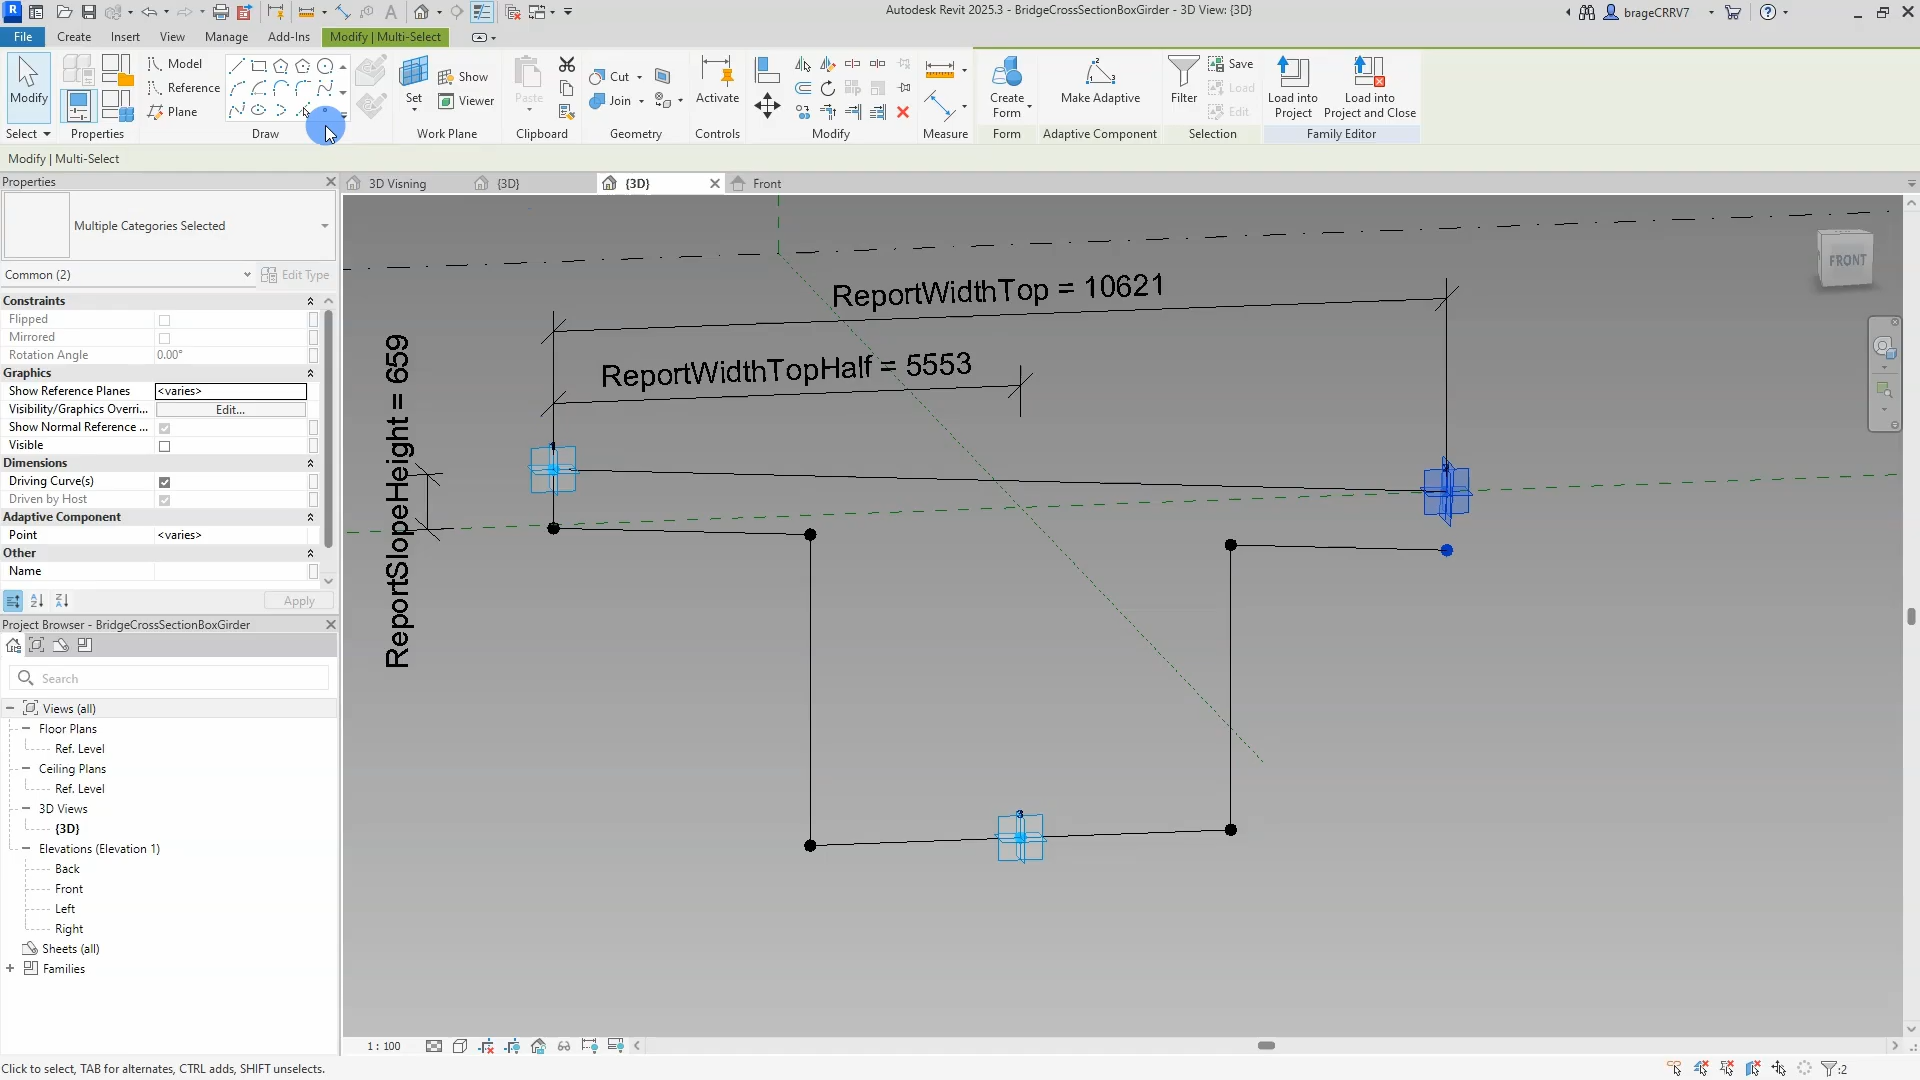 Autodesk Revit 2025.3 - BridgeCrossSectionBoxGirder - 3D View: {3D}
brageCRRV7
File
Create
Insert
View
Manage
Add-Ins
Modify | Multi-Select
Modify
Select
Properties
Model
Reference
Plane
Draw
Set
Show
Viewer
Work Plane
Paste
Clipboard
Cut
Join
Geometry
Activate
Controls
Modify
Measure
Create
Form
Form
Make Adaptive
Adaptive Component
Filter
Save
Load
Edit
Selection
Load into
Project
Load into
Project and Close
Family Editor
Modify | Multi-Select
Properties
Multiple Categories Selected
Common (2)
Edit Type
Constraints
Flipped
Mirrored
Rotation Angle
0.00°
Graphics
Show Reference Planes
<varies>
Visibility/Graphics Overri...
Edit...
Show Normal Reference ...
Visible
Dimensions
Driving Curve(s)
Driven by Host
Adaptive Component
Point
<varies>
Other
Name
Apply
Project Browser - BridgeCrossSectionBoxGirder
Search
Views (all)
Floor Plans
Ref. Level
Ceiling Plans
Ref. Level
3D Views
{3D}
Elevations (Elevation 1)
Back
Front
Left
Right
Sheets (all)
Families
3D Visning
{3D}
{3D}
Front
ReportWidthTop = 10621
ReportWidthTopHalf = 5553
ReportSlopeHeight = 659
1
3
FRONT
1 : 100
Click to select, TAB for alternates, CTRL adds, SHIFT unselects.
:2